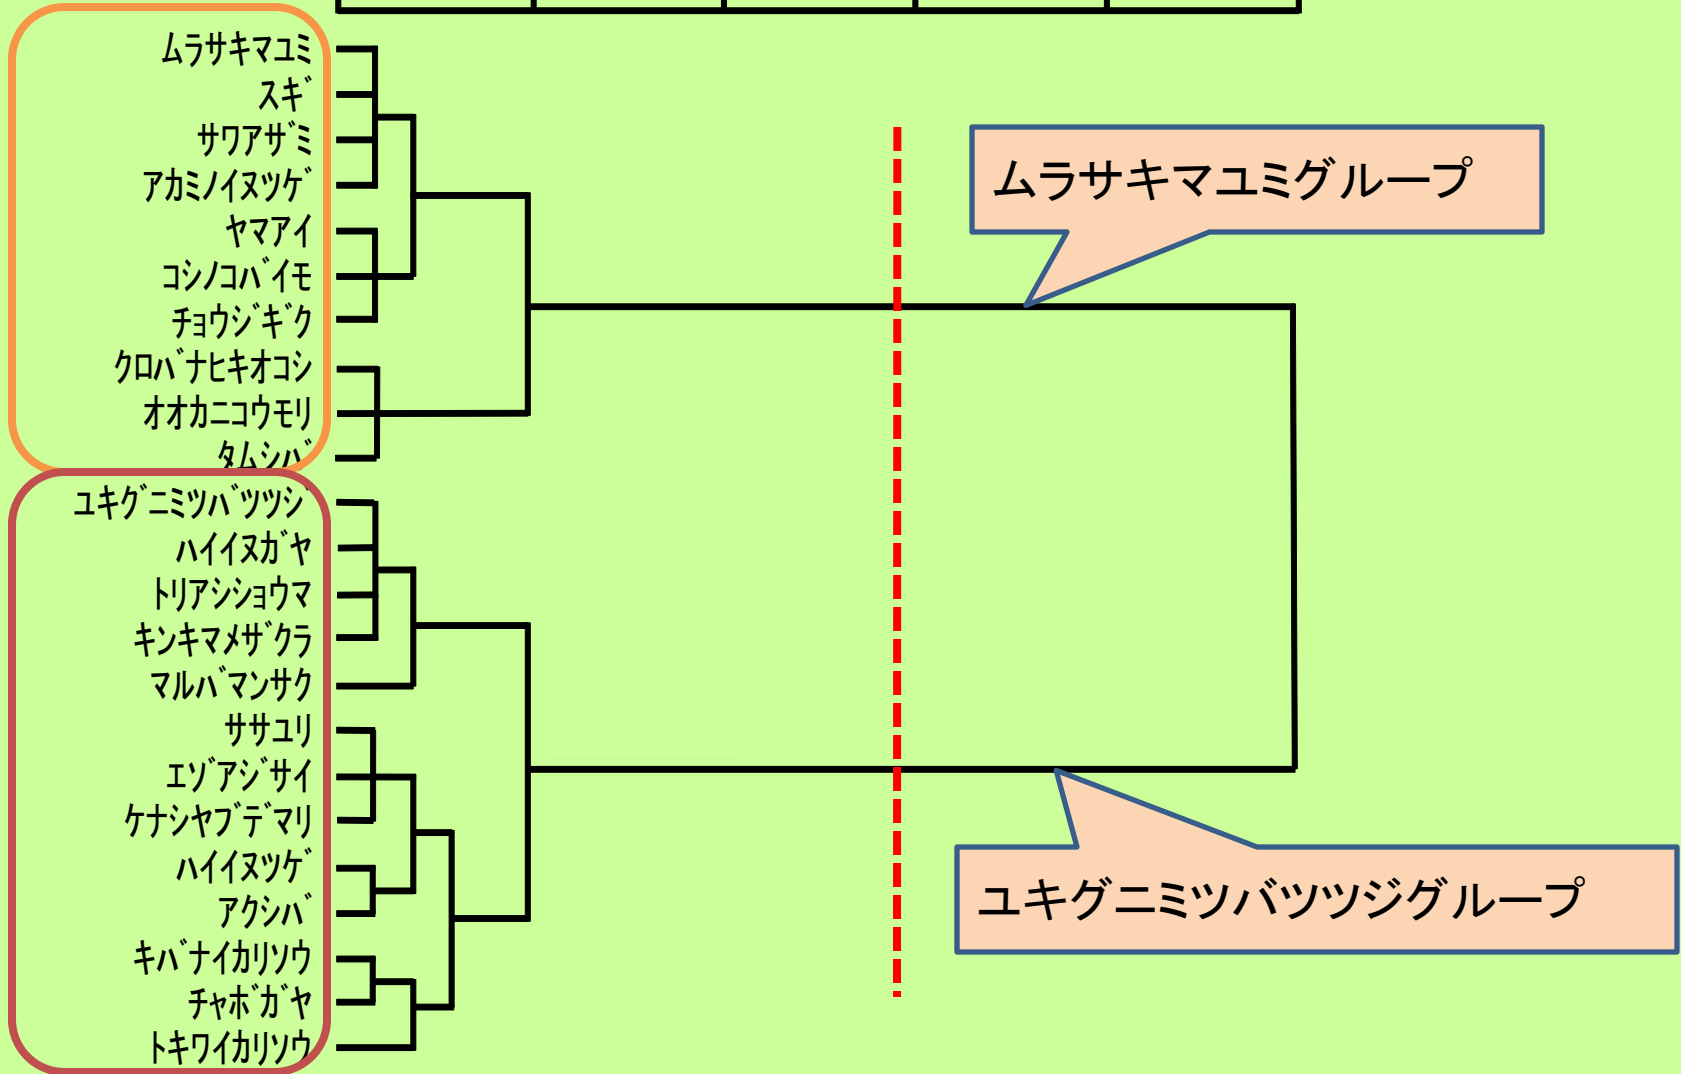 ﾑﾗｻｷﾏﾕﾐ
ｽｷﾞ
ｻﾜｱｻﾞﾐ
ｱｶﾐﾉｲﾇﾂｹﾞ
ﾔﾏｱｲ
ｺｼﾉｺﾊﾞｲﾓ
ﾁｮｳｼﾞｷﾞｸ
ｸﾛﾊﾞﾅﾋｷｵｺｼ
ｵｵｶﾆｺｳﾓﾘ
ﾀﾑｼﾊﾞ
ﾕｷｸﾞﾆﾐﾂﾊﾞﾂﾂｼﾞ
ﾊｲｲﾇｶﾞﾔ
ﾄﾘｱｼｼｮｳﾏ
ｷﾝｷﾏﾒｻﾞｸﾗ
ﾏﾙﾊﾞﾏﾝｻｸ
ｻｻﾕﾘ
ｴｿﾞｱｼﾞｻｲ
ｹﾅｼﾔﾌﾞﾃﾞﾏﾘ
ﾊｲｲﾇﾂｹﾞ
ｱｸｼﾊﾞ
ｷﾊﾞﾅｲｶﾘｿｳ
ﾁｬﾎﾞｶﾞﾔ
ﾄｷﾜｲｶﾘｿｳ
ムラサキマユミグループ
ユキグニミツバツツジグループ